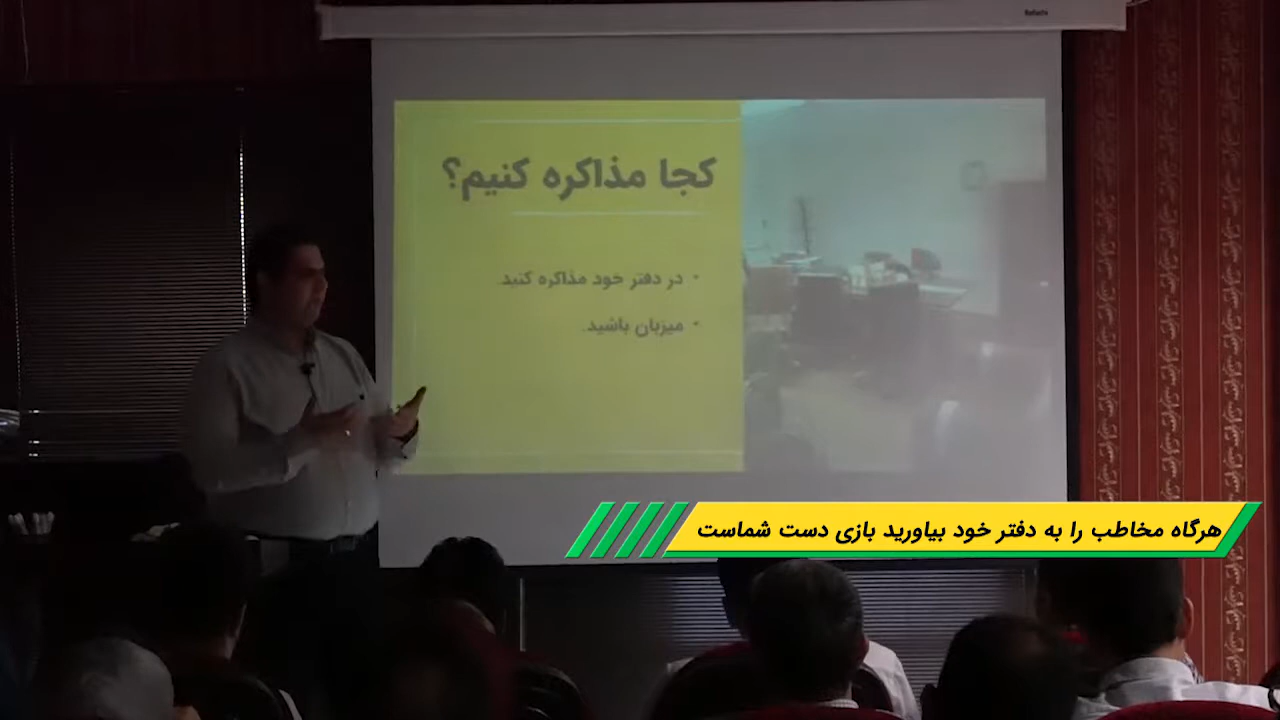 کجا مذاکره کنیم؟
• در دفتر خود مذاکره کنید.
• میزبان باشید.
هرگاه مخاطب را به دفتر خود بیاورید بازی دست شماست